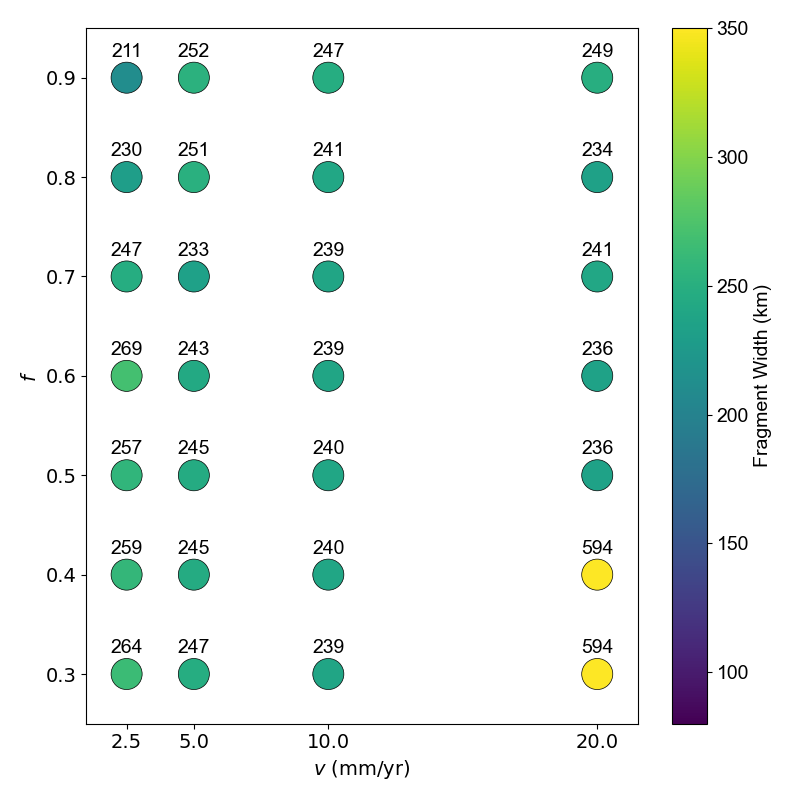 211 252 247 249
0.9
230 251 241 234
0.8
247 233 239 241
0.7
269 243 239 236
0.6
257 245 240 236
0.5
259 245 240 594
0.4
264 247 239 594
0.3
f
2.5 5.0 10.0 20.0
v (mm/yr)
350
300
250
200
150
100
Fragment Width (km)